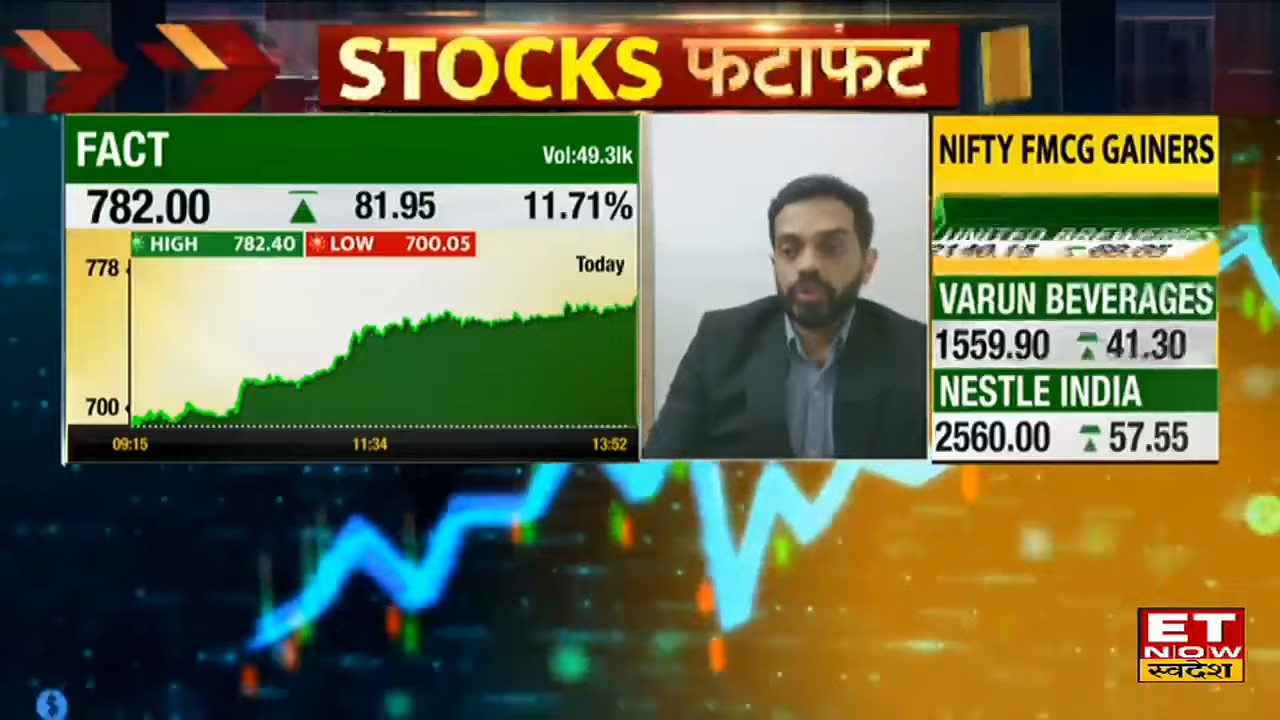 STOCKS फटाफट
FACT
Vol:49.3lk
782.00 81.95 11.71%
HIGH 782.40 LOW 700.05
Today
778
700
09:15 11:34 13:52
NIFTY FMCG GAINERS
UNITED BREWERIES
VARUN BEVERAGES
1559.90 41.30
NESTLE INDIA
2560.00 57.55
ET
NOW
स्वदेश